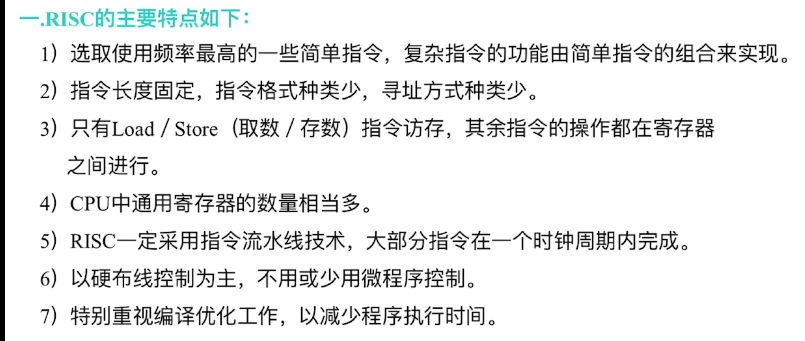 一.RISC的主要特点如下：
1）选取使用频率最高的一些简单指令，复杂指令的功能由简单指令的组合来实现。
2）指令长度固定，指令格式种类少，寻址方式种类少。
3）只有Load / Store（取数 / 存数）指令访存，其余指令的操作都在寄存器
之间进行。
4）CPU中通用寄存器的数量相当多。
5）RISC一定采用指令流水线技术，大部分指令在一个时钟周期内完成。
6）以硬布线控制为主，不用或少用微程序控制。
7）特别重视编译优化工作，以减少程序执行时间。